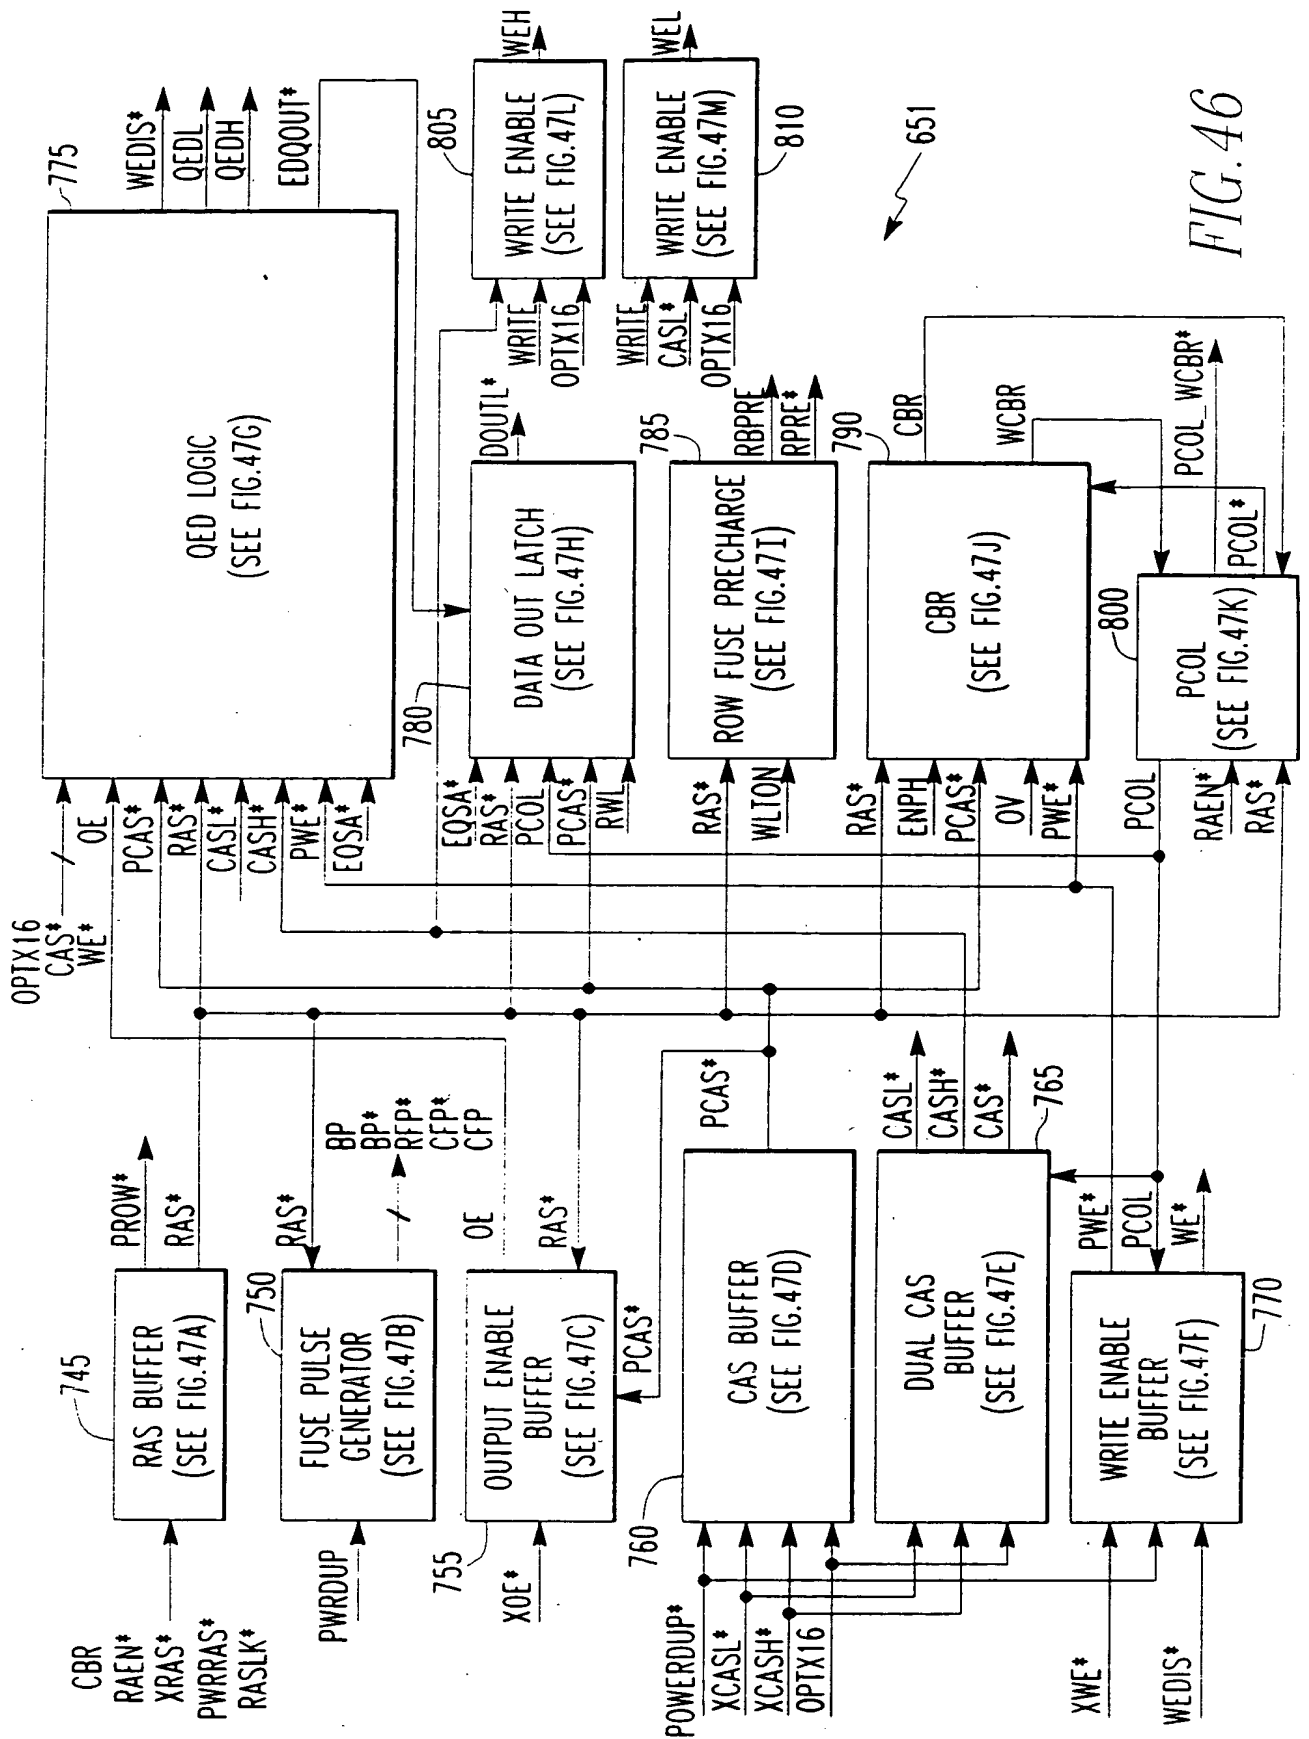 CBR
RAEN*
XRAS*
PWRRAS*
RASLK*
745
RAS BUFFER
(SEE FIG.47A)
PROW*
RAS*
PWRDUP
750
FUSE PULSE
GENERATOR
(SEE FIG.47B)
RAS*
BP
BP*
RFP*
CFP*
CFP
XOE*
755
OUTPUT ENABLE
BUFFER
(SEE FIG.47C)
OE
RAS*
PCAS*
POWERDUP*
XCASL*
XCASH*
OPTX16
760
CAS BUFFER
(SEE FIG.47D)
PCAS*
DUAL CAS
BUFFER
(SEE FIG.47E)
CASL*
CASH*
CAS*
765
XWE*
WEDIS*
WRITE ENABLE
BUFFER
(SEE FIG.47F)
770
PWE*
PCOL
WE*
OPTX16
CAS*
WE*
OE
PCAS*
RAS*
CASL*
CASH*
PWE*
EQSA*
QED LOGIC
(SEE FIG.47G)
775
WEDIS*
QEDL
QEDH
EDQOUT*
780
EQSA*
RAS*
PCOL
PCAS*
RWL
DATA OUT LATCH
(SEE FIG.47H)
DOUTL*
RAS*
WLTON
ROW FUSE PRECHARGE
(SEE FIG.47I)
785
RBPRE
RPRE*
RAS*
ENPH
PCAS*
OV
PWE*
CBR
(SEE FIG.47J)
790
CBR
WCBR
PCOL
RAEN*
RAS*
800
PCOL
(SEE FIG.47K)
PCOL_WCBR*
PCOL*
WRITE
OPTX16
805
WRITE ENABLE
(SEE FIG.47L)
WEH
WRITE
CASL*
OPTX16
WRITE ENABLE
(SEE FIG.47M)
810
WEL
651
FIG. 46